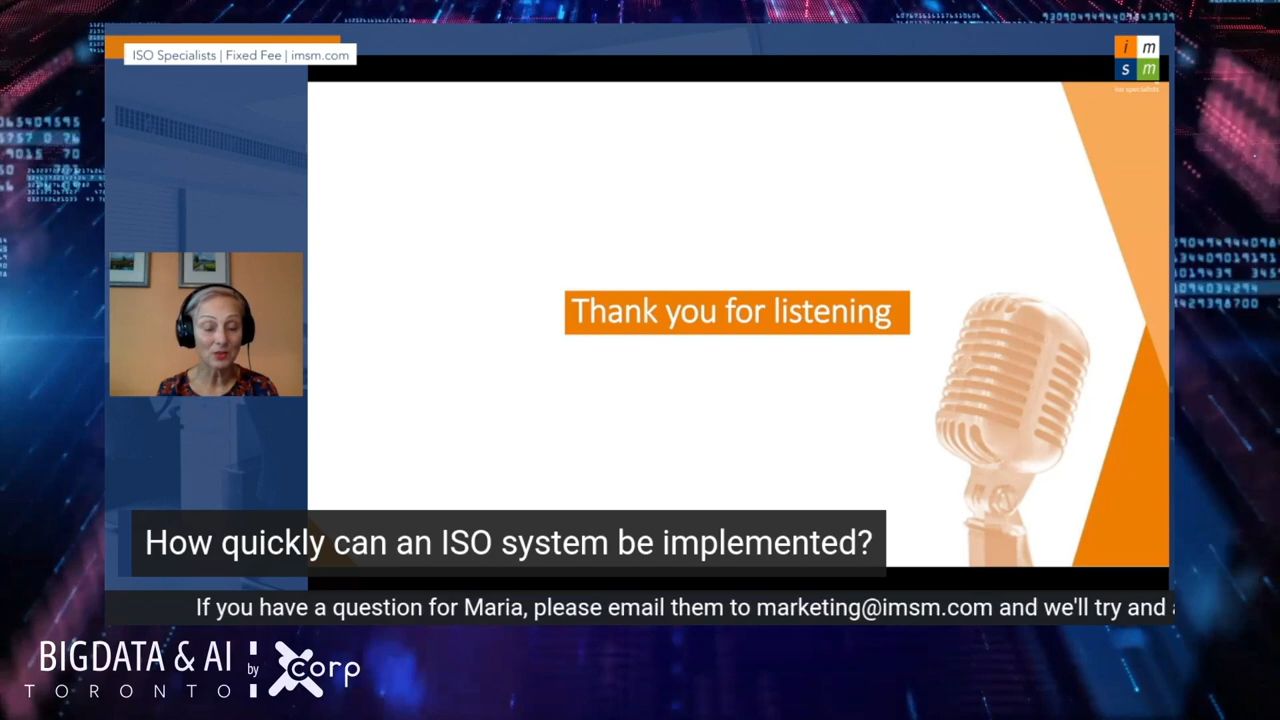 ISO Specialists | Fixed Fee | imsm.com
i m
s m
iso specialists
Thank you for listening
How quickly can an ISO system be implemented?
If you have a question for Maria, please email them to marketing@imsm.com and we'll try and
BIGDATA & AI
TORONTO
by
corp